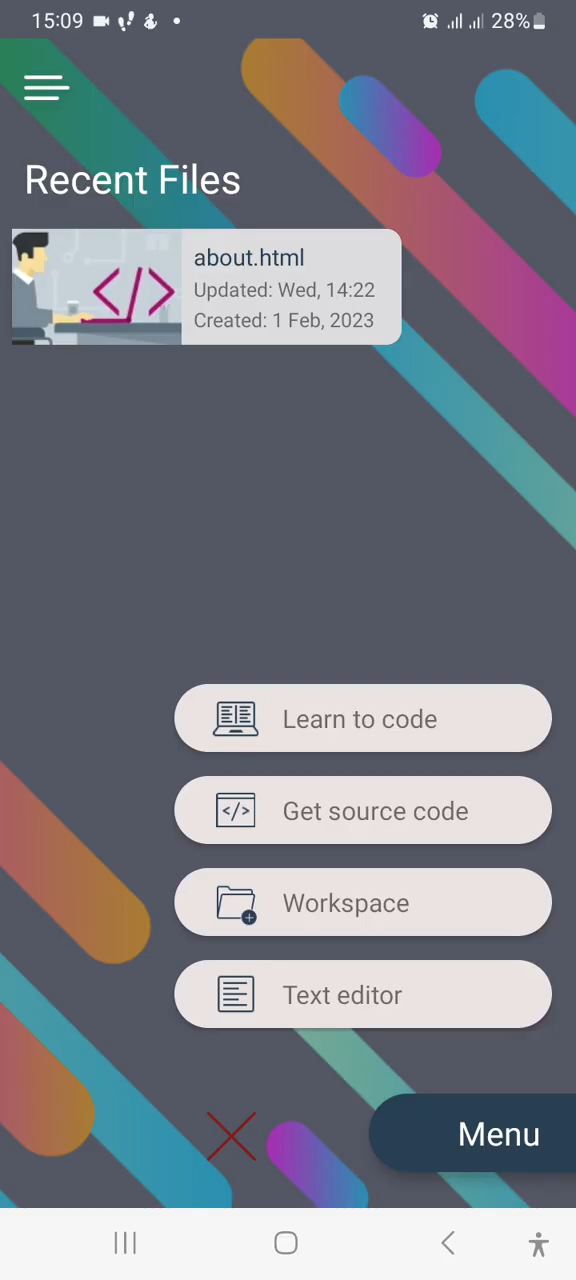 15:09
28%
Recent Files
about.html
Updated: Wed, 14:22
Created: 1 Feb, 2023
</>
Learn to code
</>
Get source code
Workspace
Text editor
Menu